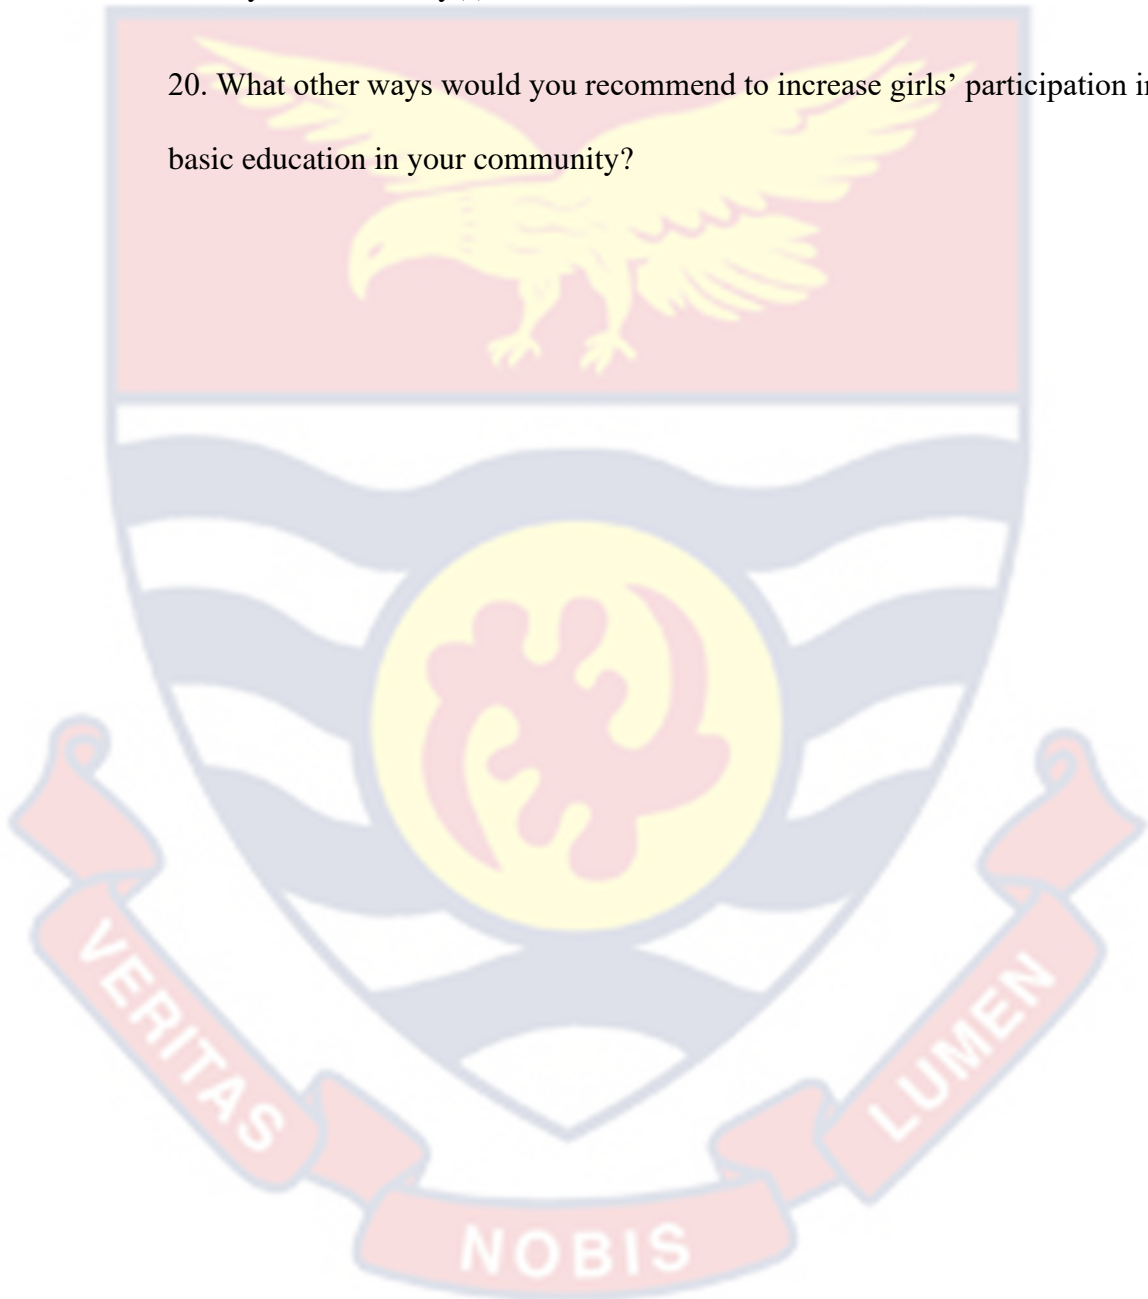 20. What other ways would you recommend to increase girls’ participation
basic education in your community?
VERITAS
NOBIS
LUMEN